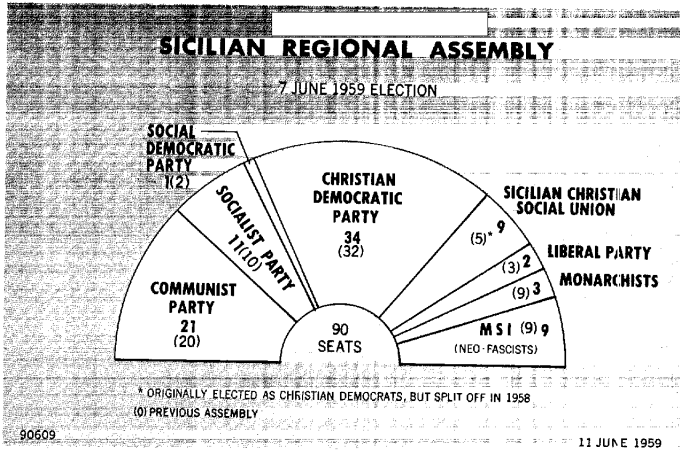 SICILIAN REGIONAL ASSEMBLY
7 JUNE 1959 ELECTION
SOCIAL
DEMOCRATIC
PARTY
1(2)
SOCIALIST PARTY
11(10)
CHRISTIAN
DEMOCRATIC
PARTY
34
(32)
SICILIAN CHRISTIAN
SOCIAL UNION
(5)* 9
LIBERAL PARTY
(3) 2
MONARCHISTS
(9) 3
COMMUNIST
PARTY
21
(20)
90
SEATS
MSI (9) 9
(NEO-FASCISTS)
* ORIGINALLY ELECTED AS CHRISTIAN DEMOCRATS, BUT SPLIT OFF IN 1958
(0) PREVIOUS ASSEMBLY
90609
11 JUNE 1959